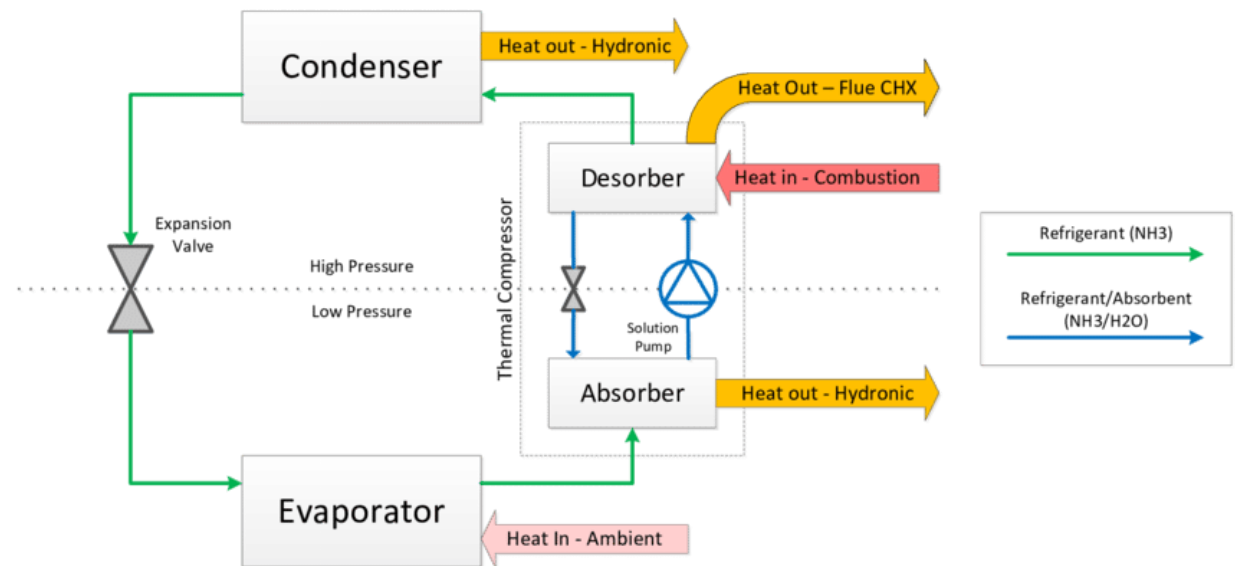 Condenser
Heat out - Hydronic
Heat Out – Flue CHX
Desorber
Heat in - Combustion
Expansion
Valve
High Pressure
Low Pressure
Thermal Compressor
Solution
Pump
Absorber
Heat out - Hydronic
Evaporator
Heat In - Ambient
Refrigerant (NH3)
Refrigerant/Absorbent
(NH3/H2O)